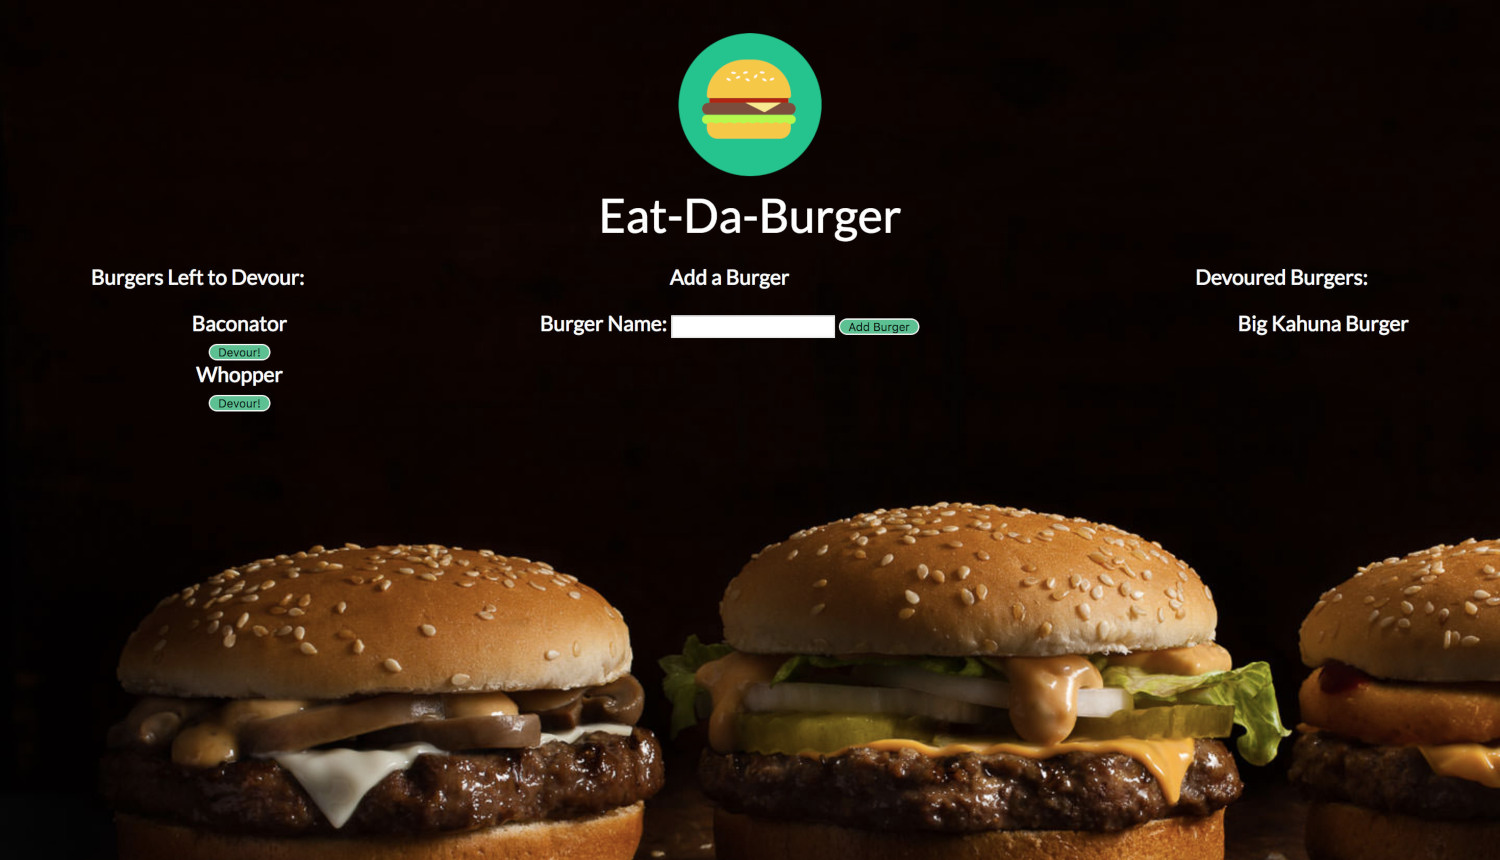 Eat-Da-Burger
Burgers Left to Devour:
Baconator
Devour!
Whopper
Devour!
Add a Burger
Burger Name: Add Burger
Devoured Burgers:
Big Kahuna Burger